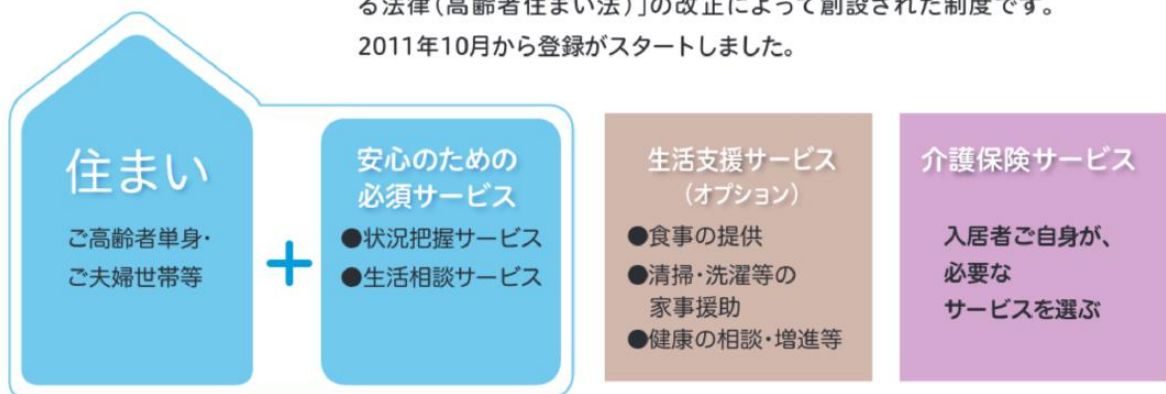 る法律(高齢者住まい法)」の改正によって創設された制度です。
2011年10月から登録がスタートしました。
住まい
ご高齢者単身・
ご夫婦世帯等
+
安心のための
必須サービス
●状況把握サービス
●生活相談サービス
生活支援サービス
(オプション)
●食事の提供
●清掃・洗濯等の
家事援助
●健康の相談・増進等
介護保険サービス
入居者ご自身が、
必要な
サービスを選ぶ